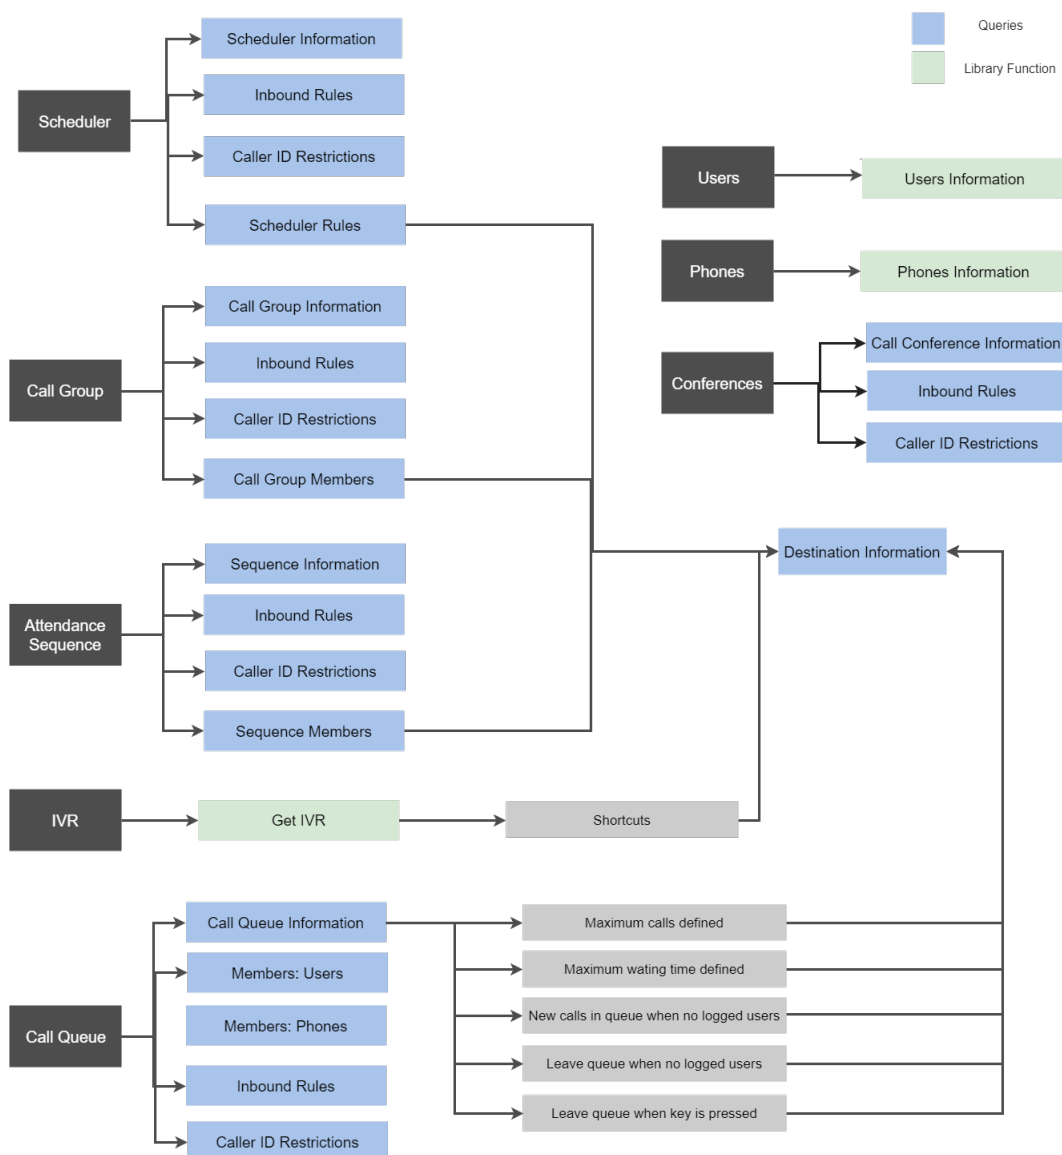 Queries
Library Function
Scheduler
Scheduler Information
Inbound Rules
Caller ID Restrictions
Scheduler Rules
Users
Users Information
Phones
Phones Information
Conferences
Call Conference Information
Inbound Rules
Caller ID Restrictions
Call Group
Call Group Information
Inbound Rules
Caller ID Restrictions
Call Group Members
Destination Information
Attendance
Sequence
Sequence Information
Inbound Rules
Caller ID Restrictions
Sequence Members
IVR
Get IVR
Shortcuts
Call Queue
Call Queue Information
Members: Users
Members: Phones
Inbound Rules
Caller ID Restrictions
Maximum calls defined
Maximum wating time defined
New calls in queue when no logged users
Leave queue when no logged users
Leave queue when key is pressed